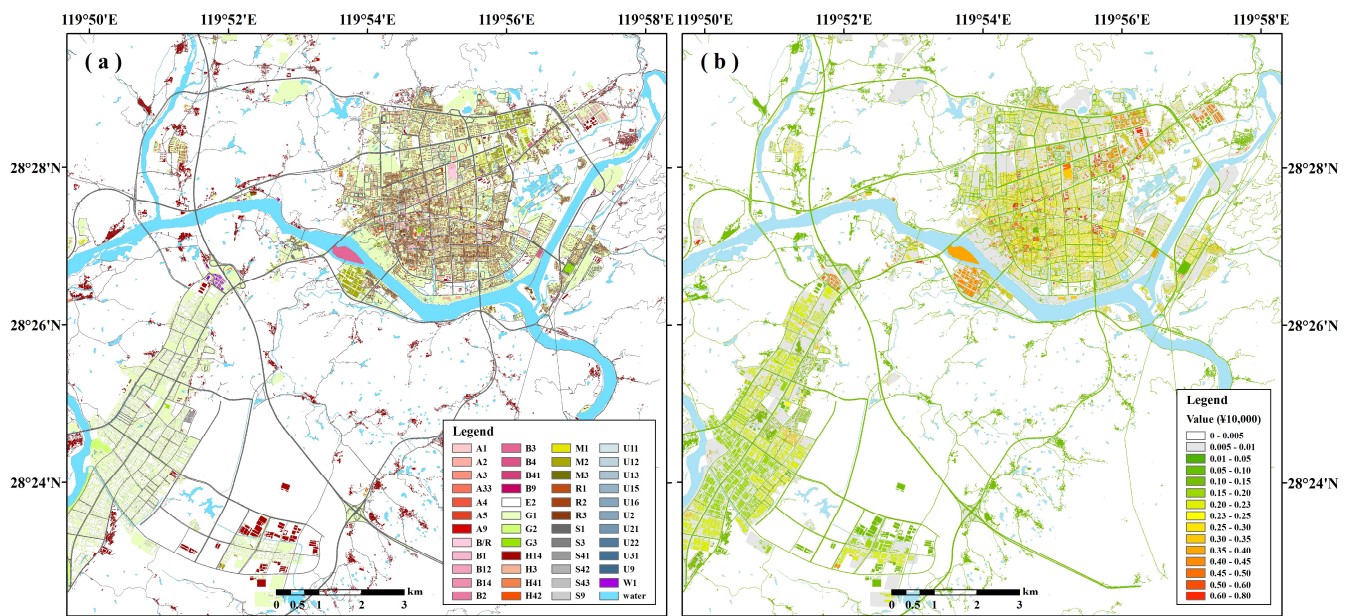 119°50′E 119°52′E 119°54′E 119°56′E 119°58′E
119°50′E 119°52′E 119°54′E 119°56′E 119°58′E
( a )
( b )
28°28′N
28°26′N
28°24′N
28°28′N
28°26′N
28°24′N
Legend
A1 B3 M1 U11
A2 B4 M2 U12
A3 B41 M3 U13
A33 B9 R1 U15
A4 E2 R2 U16
A5 G1 R3 U2
A9 G2 S1 U21
B/R G3 S3 U22
B1 H14 S41 U31
B12 H3 S42 U9
B14 H41 S43 W1
B2 H42 S9 water
0 0.5 1 2 3
km
Legend
Value (¥10,000)
0 - 0.005
0.005 - 0.01
0.01 - 0.05
0.05 - 0.10
0.10 - 0.15
0.15 - 0.20
0.20 - 0.23
0.23 - 0.25
0.25 - 0.30
0.30 - 0.35
0.35 - 0.40
0.40 - 0.45
0.45 - 0.50
0.50 - 0.60
0.60 - 0.80
0 0.5 1 2 3
km